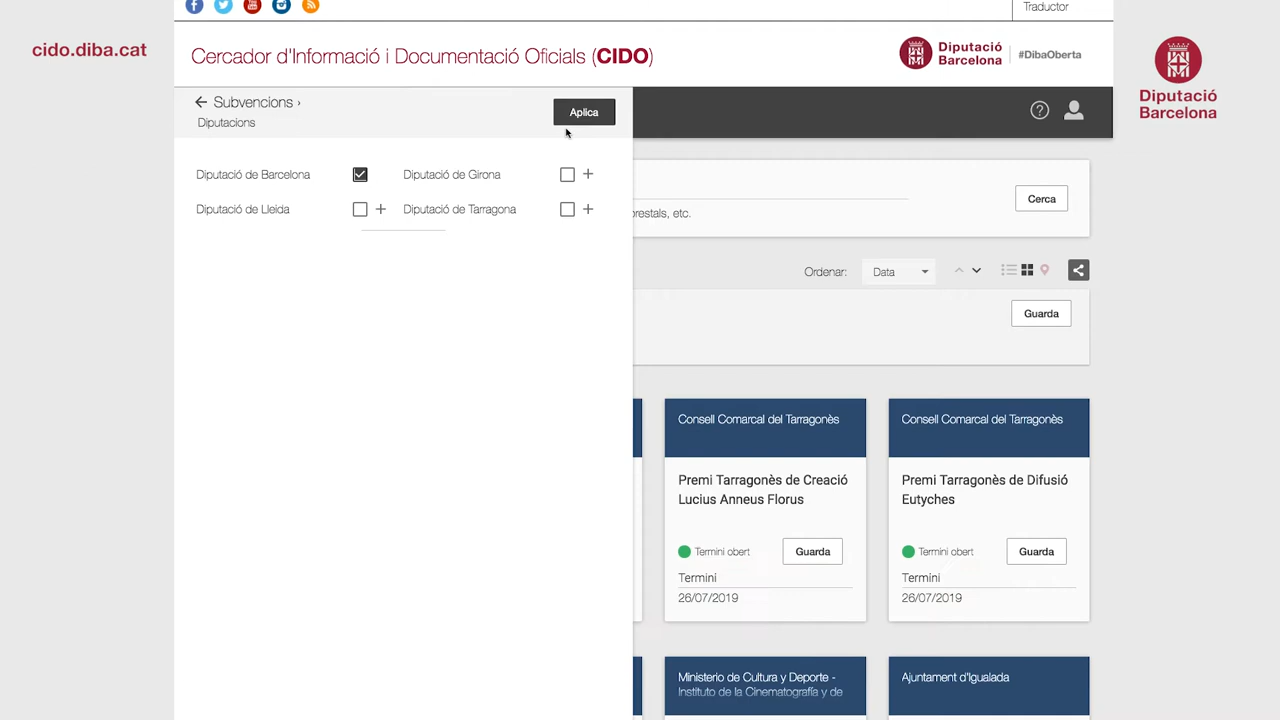 Traductor
cido.diba.cat
Cercador d'Informació i Documentació Oficials (CIDO)
Diputació
Barcelona
#DibaOberta
Diputació
Barcelona
Subvencions ›
Diputacions
Aplica
Diputació de Barcelona
Diputació de Girona
Diputació de Lleida
Diputació de Tarragona
Cerca
orestals, etc.
Ordenar:
Data
Guarda
Consell Comarcal del Tarragonès
Consell Comarcal del Tarragonès
Premi Tarragonès de Creació
Lucius Anneus Florus
Premi Tarragonès de Difusió
Eutyches
Termini obert
Guarda
Termini obert
Guarda
Termini
26/07/2019
Termini
26/07/2019
Ministerio de Cultura y Deporte -
Instituto de la Cinematografía y de
Ajuntament d'Igualada